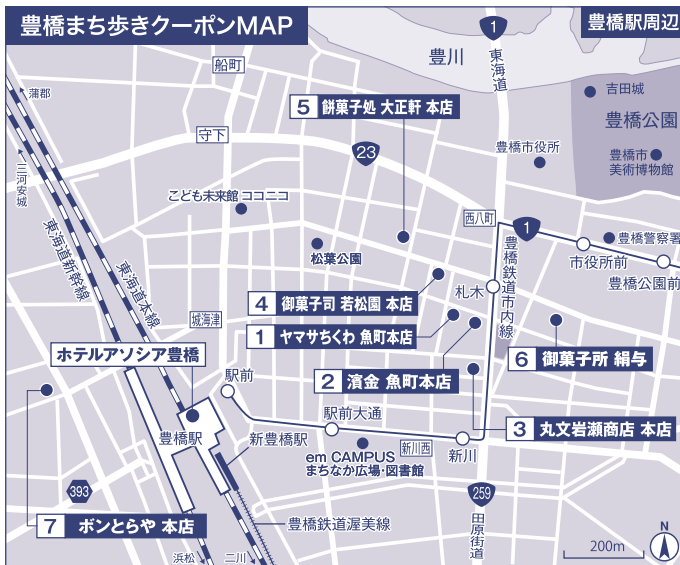 豊橋まち歩きクーポンMAP
豊橋駅周辺
1
東海道
豊川
船町
蒲郡
吉田城
豊橋公園
5 餅菓子処 大正軒 本店
守下
23
豊橋市役所
豊橋市
美術博物館
三河安城
こども未来館 ココニコ
西八町
1
豊橋警察署
東海道新幹線
東海道本線
松葉公園
豊橋鉄道市内線
市役所前
豊橋公園前
札木
4 御菓子司 若松園 本店
城海津
1 ヤマサちくわ 魚町本店
ホテルアソシア豊橋
6 御菓子所 絹与
2 濱金 魚町本店
駅前
駅前大通
3 丸文岩瀬商店 本店
豊橋駅
新豊橋駅
新川西
新川
em CAMPUS
まちなか広場・図書館
393
259
田原街道
7 ボンとらや 本店
豊橋鉄道渥美線
浜松
二川
200m
N